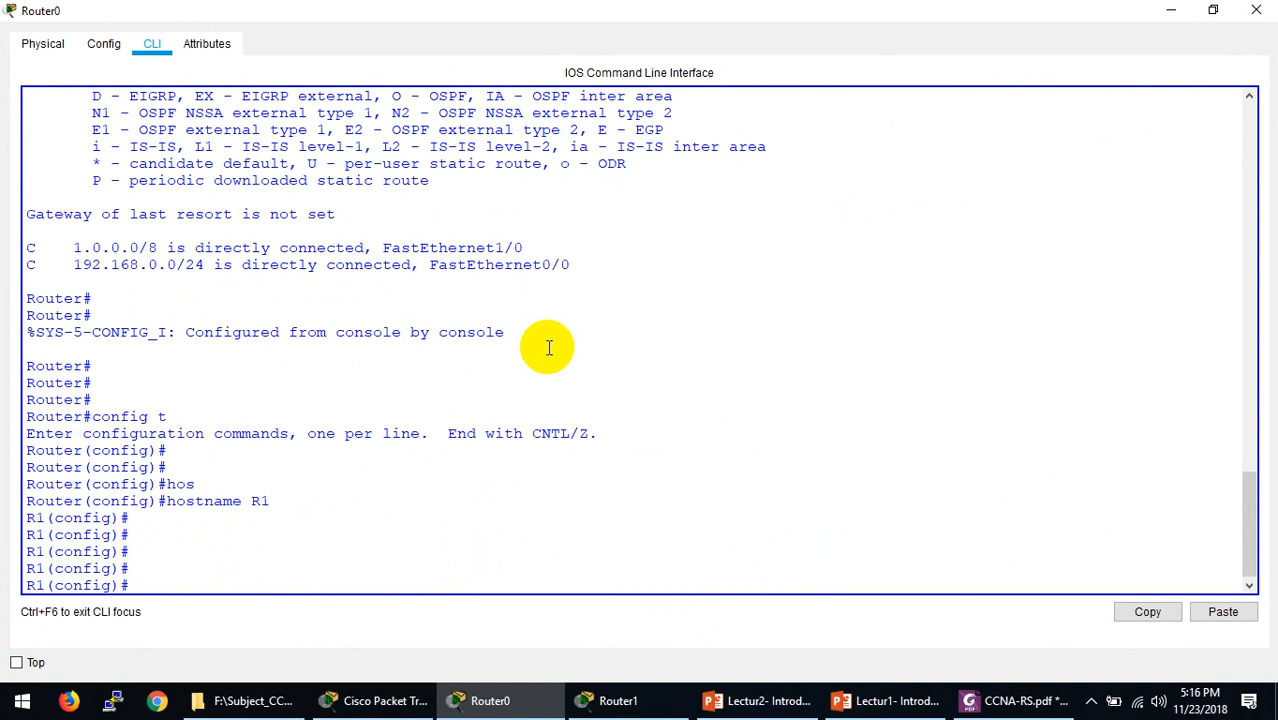 Router0
Physical Config CLI Attributes
IOS Command Line Interface
D - EIGRP, EX - EIGRP external, O - OSPF, IA - OSPF inter area
N1 - OSPF NSSA external type 1, N2 - OSPF NSSA external type 2
E1 - OSPF external type 1, E2 - OSPF external type 2, E - EGP
i - IS-IS, L1 - IS-IS level-1, L2 - IS-IS level-2, ia - IS-IS inter area
* - candidate default, U - per-user static route, o - ODR
P - periodic downloaded static route
Gateway of last resort is not set
C    1.0.0.0/8 is directly connected, FastEthernet1/0
C    192.168.0.0/24 is directly connected, FastEthernet0/0
Router#
Router#
%SYS-5-CONFIG_I: Configured from console by console
Router#
Router#
Router#
Router#config t
Enter configuration commands, one per line.  End with CNTL/Z.
Router(config)#
Router(config)#
Router(config)#hos
Router(config)#hostname R1
R1(config)#
R1(config)#
R1(config)#
R1(config)#
R1(config)#
Ctrl+F6 to exit CLI focus
Copy Paste
Top
F:\Subject_CC... Cisco Packet Tr... Router0 Router1 Lectur2- Introd... Lectur1- Introd... CCNA-RS.pdf *... 5:16 PM
11/23/2018